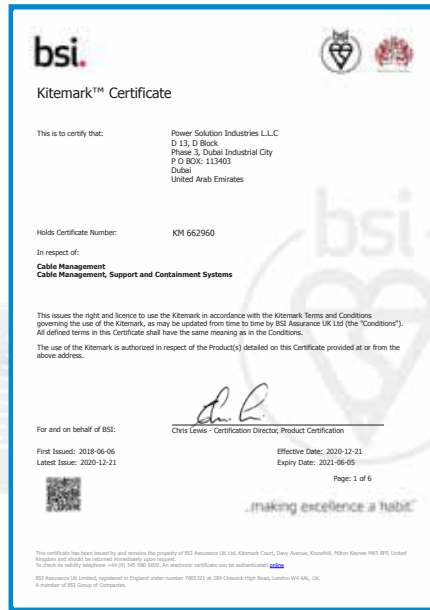 bsi.
Kitemark™ Certificate
This is to certify that:
Power Solution Industries L.L.C
D 13, D Block
Phase 3, Dubai Industrial City
P O BOX: 113403
Dubai
United Arab Emirates
Holds Certificate Number:
KM 662960
In respect of:
Cable Management
Cable Management, Support and Containment Systems
This issues the right and licence to use the Kitemark in accordance with the Kitemark Terms and Conditions
governing the use of the Kitemark, as may be updated from time to time by BSI Assurance UK Ltd (the "Conditions").
All defined terms in this Certificate shall have the same meaning as in the Conditions.
The use of the Kitemark is authorized in respect of the Product(s) detailed on this Certificate provided at or from the
above address.
For and on behalf of BSI:
Chris Lewis - Certification Director, Product Certification
First Issued: 2018-06-06
Effective Date: 2020-12-21
Latest Issue: 2020-12-21
Expiry Date: 2021-06-05
Page: 1 of 6
...making excellence a habit.™
This certificate has been issued by and remains the property of BSI Assurance UK Ltd, Kitemark Court, Davy Avenue, Knowlhill, Milton Keynes MK5 8PP, United
Kingdom and should be returned immediately upon request.
To check its validity telephone +44 (0) 345 080 9000. An electronic certificate can be authenticated online
BSI Assurance UK Limited, registered in England under number 7805321 at 389 Chiswick High Road, London W4 4AL, UK.
A member of BSI Group of Companies.
bsi